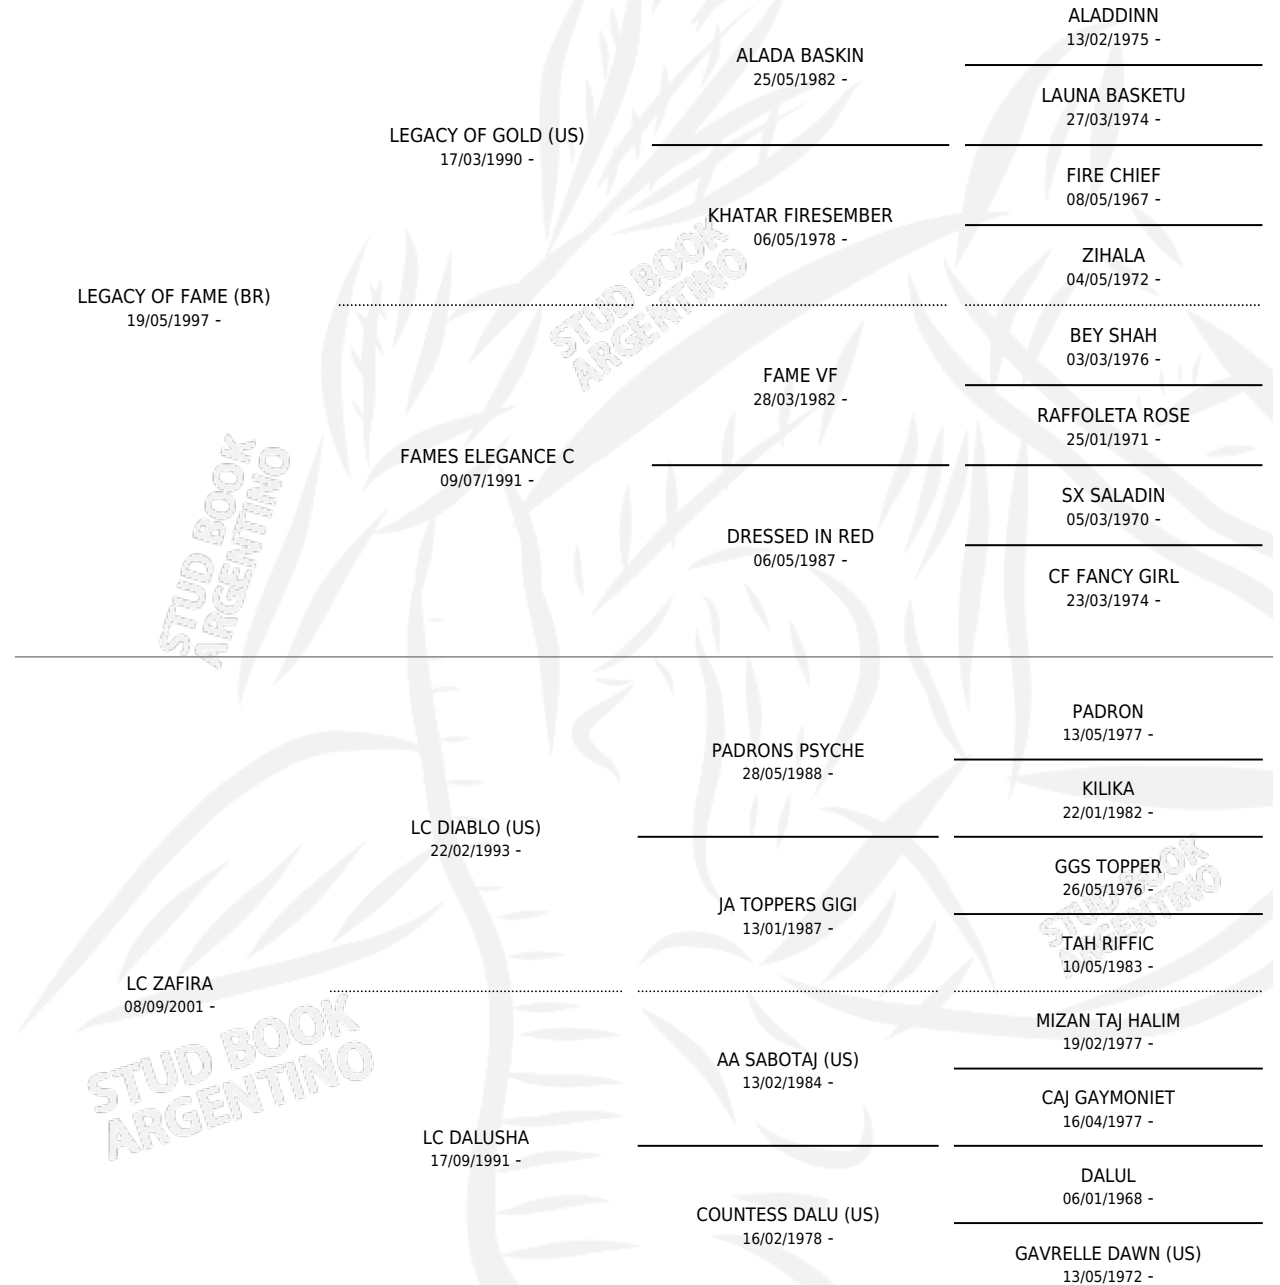 ALADDINN
13/02/1975 -
ALADA BASKIN
25/05/1982 -
LAUNA BASKETU
27/03/1974 -
LEGACY OF GOLD (US)
17/03/1990 -
FIRE CHIEF
08/05/1967 -
KHATAR FIRESEMBER
06/05/1978 -
ZIHALA
04/05/1972 -
LEGACY OF FAME (BR)
19/05/1997 -
BEY SHAH
03/03/1976 -
FAME VF
28/03/1982 -
RAFFOLETA ROSE
25/01/1971 -
FAMES ELEGANCE C
09/07/1991 -
SX SALADIN
05/03/1970 -
DRESSED IN RED
06/05/1987 -
CF FANCY GIRL
23/03/1974 -
PADRON
13/05/1977 -
PADRONS PSYCHE
28/05/1988 -
KILIKA
22/01/1982 -
LC DIABLO (US)
22/02/1993 -
GGS TOPPER
26/05/1976 -
JA TOPPERS GIGI
13/01/1987 -
TAH RIFFIC
10/05/1983 -
LC ZAFIRA
08/09/2001 -
MIZAN TAJ HALIM
19/02/1977 -
AA SABOTAJ (US)
13/02/1984 -
CAJ GAYMONIET
16/04/1977 -
LC DALUSHA
17/09/1991 -
DALUL
06/01/1968 -
COUNTESS DALU (US)
16/02/1978 -
GAVRELLE DAWN (US)
13/05/1972 -
STUD BOOK
ARGENTINO
STUD BOOK
ARGENTINO
STUD BOOK
ARGENTINO
STUD BOOK
ARGENTINO